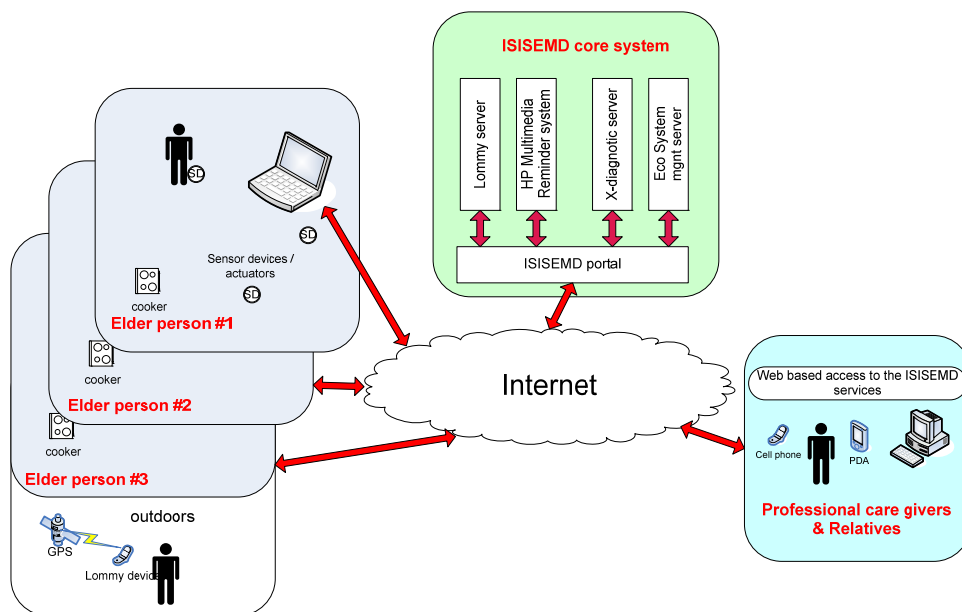 ISISEMD core system
Lommy server
HP Multimedia
Reminder system
X-diagnotic server
Eco System
mgnt server
ISISEMD portal
SD
SD
Sensor devices /
actuators
SD
cooker
Elder person #1
cooker
Elder person #2
cooker
Elder person #3
outdoors
GPS
Lommy device
Internet
Web based access to the ISISEMD
services
Cell phone
PDA
Professional care givers
& Relatives